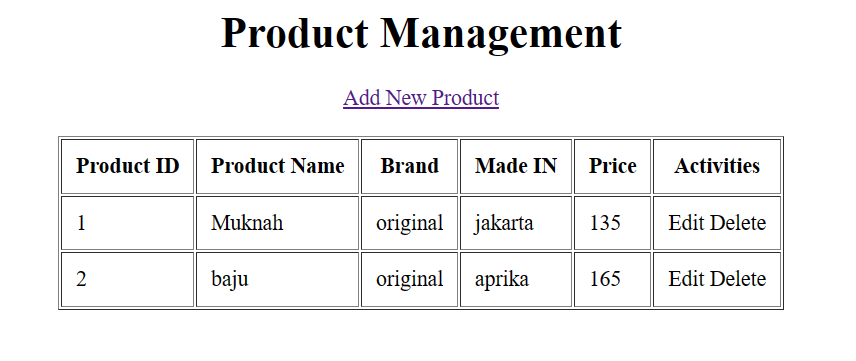 Product Management
Add New Product
Product ID Product Name Brand Made IN Price Activities
1 Muknah original jakarta 135 Edit Delete
2 baju original aprika 165 Edit Delete